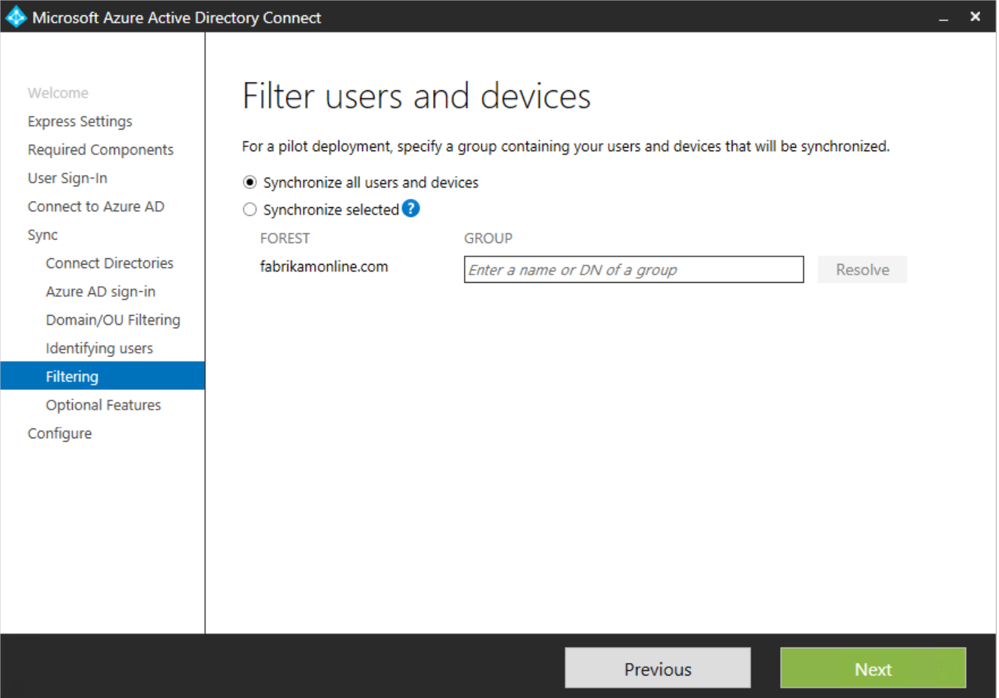 Microsoft Azure Active Directory Connect
Welcome
Express Settings
Required Components
User Sign-In
Connect to Azure AD
Sync
Connect Directories
Azure AD sign-in
Domain/OU Filtering
Identifying users
Filtering
Optional Features
Configure
Filter users and devices
For a pilot deployment, specify a group containing your users and devices that will be synchronized.
Synchronize all users and devices
Synchronize selected ?
FOREST GROUP
fabrikamonline.com Enter a name or DN of a group Resolve
Previous Next